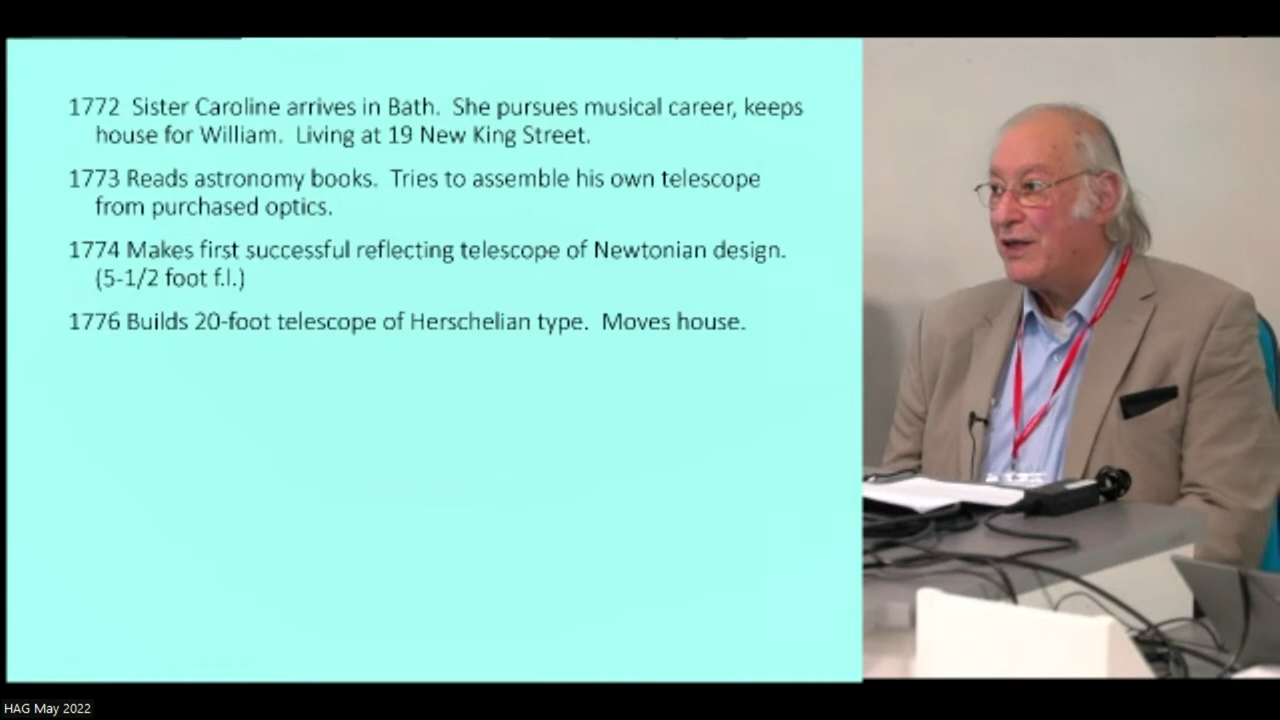 1772 Sister Caroline arrives in Bath. She pursues musical career, keeps
house for William. Living at 19 New King Street.
1773 Reads astronomy books. Tries to assemble his own telescope
from purchased optics.
1774 Makes first successful reflecting telescope of Newtonian design.
(5-1/2 foot f.l.)
1776 Builds 20-foot telescope of Herschelian type. Moves house.
HAG May 2022